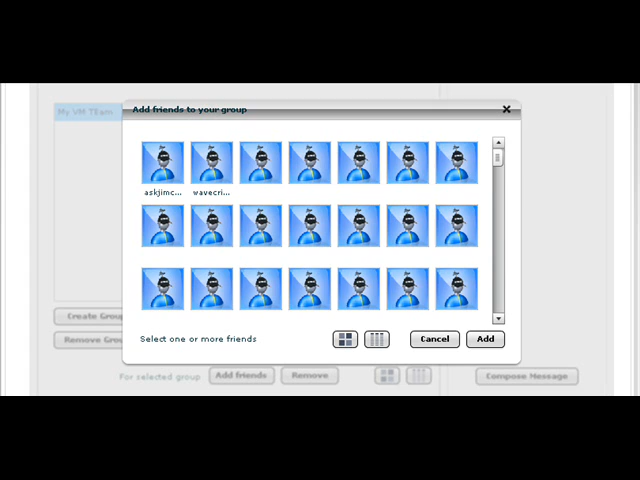 Add friends to your group
My VM TEam
askjimc... wavecri...
Create Grou
Select one or more friends
Cancel
Add
Remove Gro
For selected group
Add friends
Remove
Compose Message